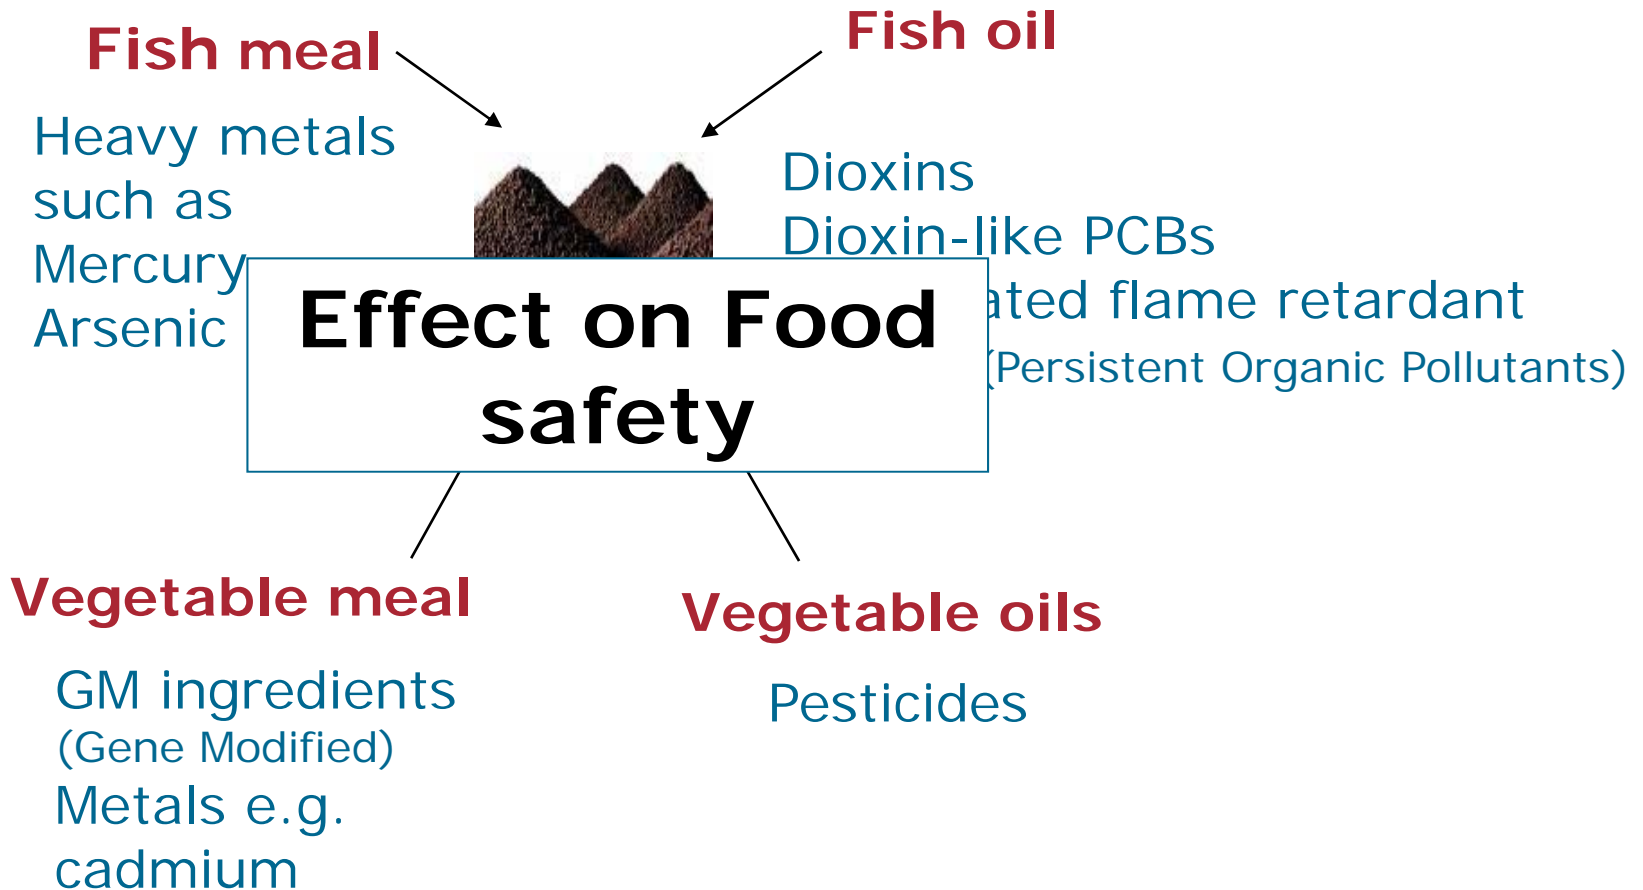 Fish meal
Heavy metals
such as
Mercury
Arsenic
Fish oil
Dioxins
Dioxin-like PCBs
flame retardant
(Persistent Organic Pollutants)
Effect on Food
safety
Vegetable meal
GM ingredients
(Gene Modified)
Metals e.g.
cadmium
Vegetable oils
Pesticides